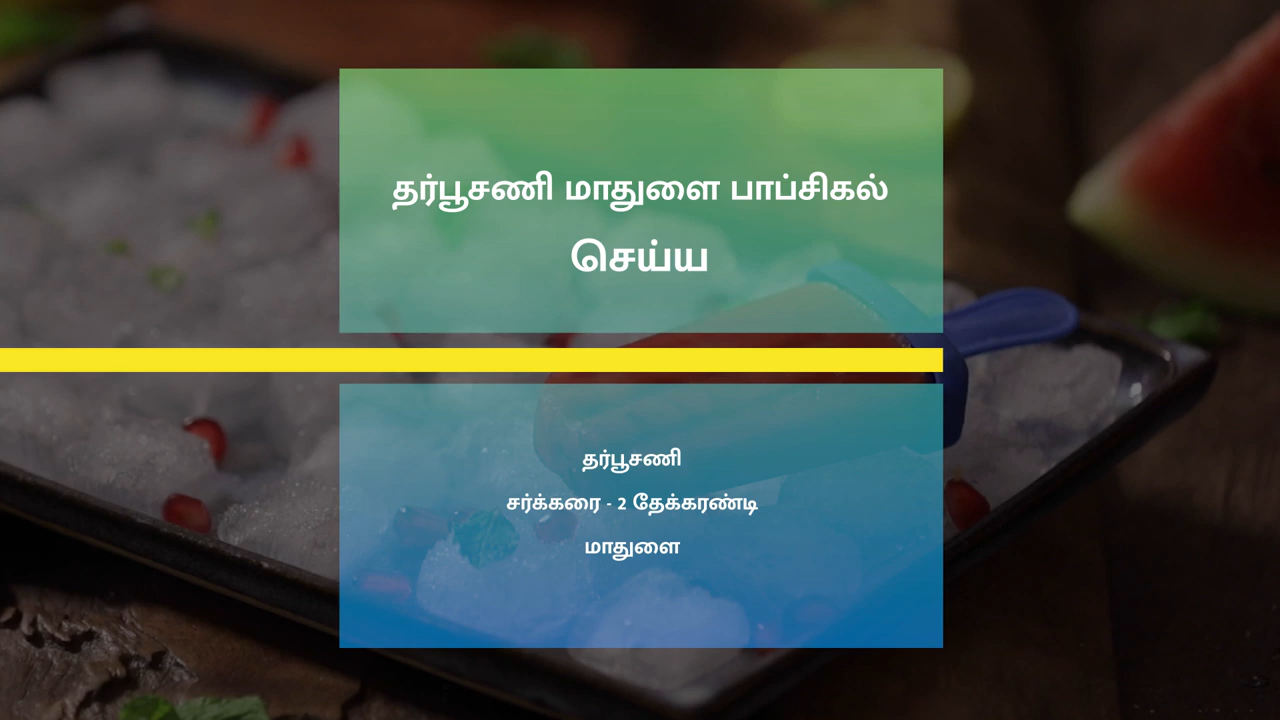 தர்பூசணி மாதுளை பாப்சிகல்
செய்ய
தர்பூசணி
சர்க்கரை - 2 தேக்கரண்டி
மாதுளை